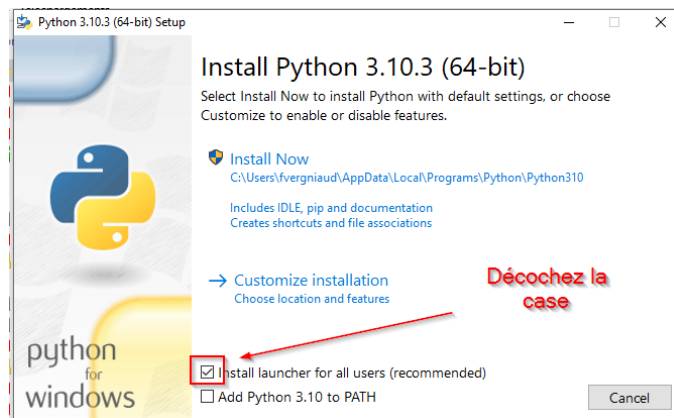 Python 3.10.3 (64-bit) Setup
Install Python 3.10.3 (64-bit)
Select Install Now to install Python with default settings, or choose
Customize to enable or disable features.
Install Now
C:\Users\fvergniaud\AppData\Local\Programs\Python\Python310
Includes IDLE, pip and documentation
Creates shortcuts and file associations
→ Customize installation
Choose location and features
Décochez la
case
python
for
windows
Install launcher for all users (recommended)
Add Python 3.10 to PATH
Cancel